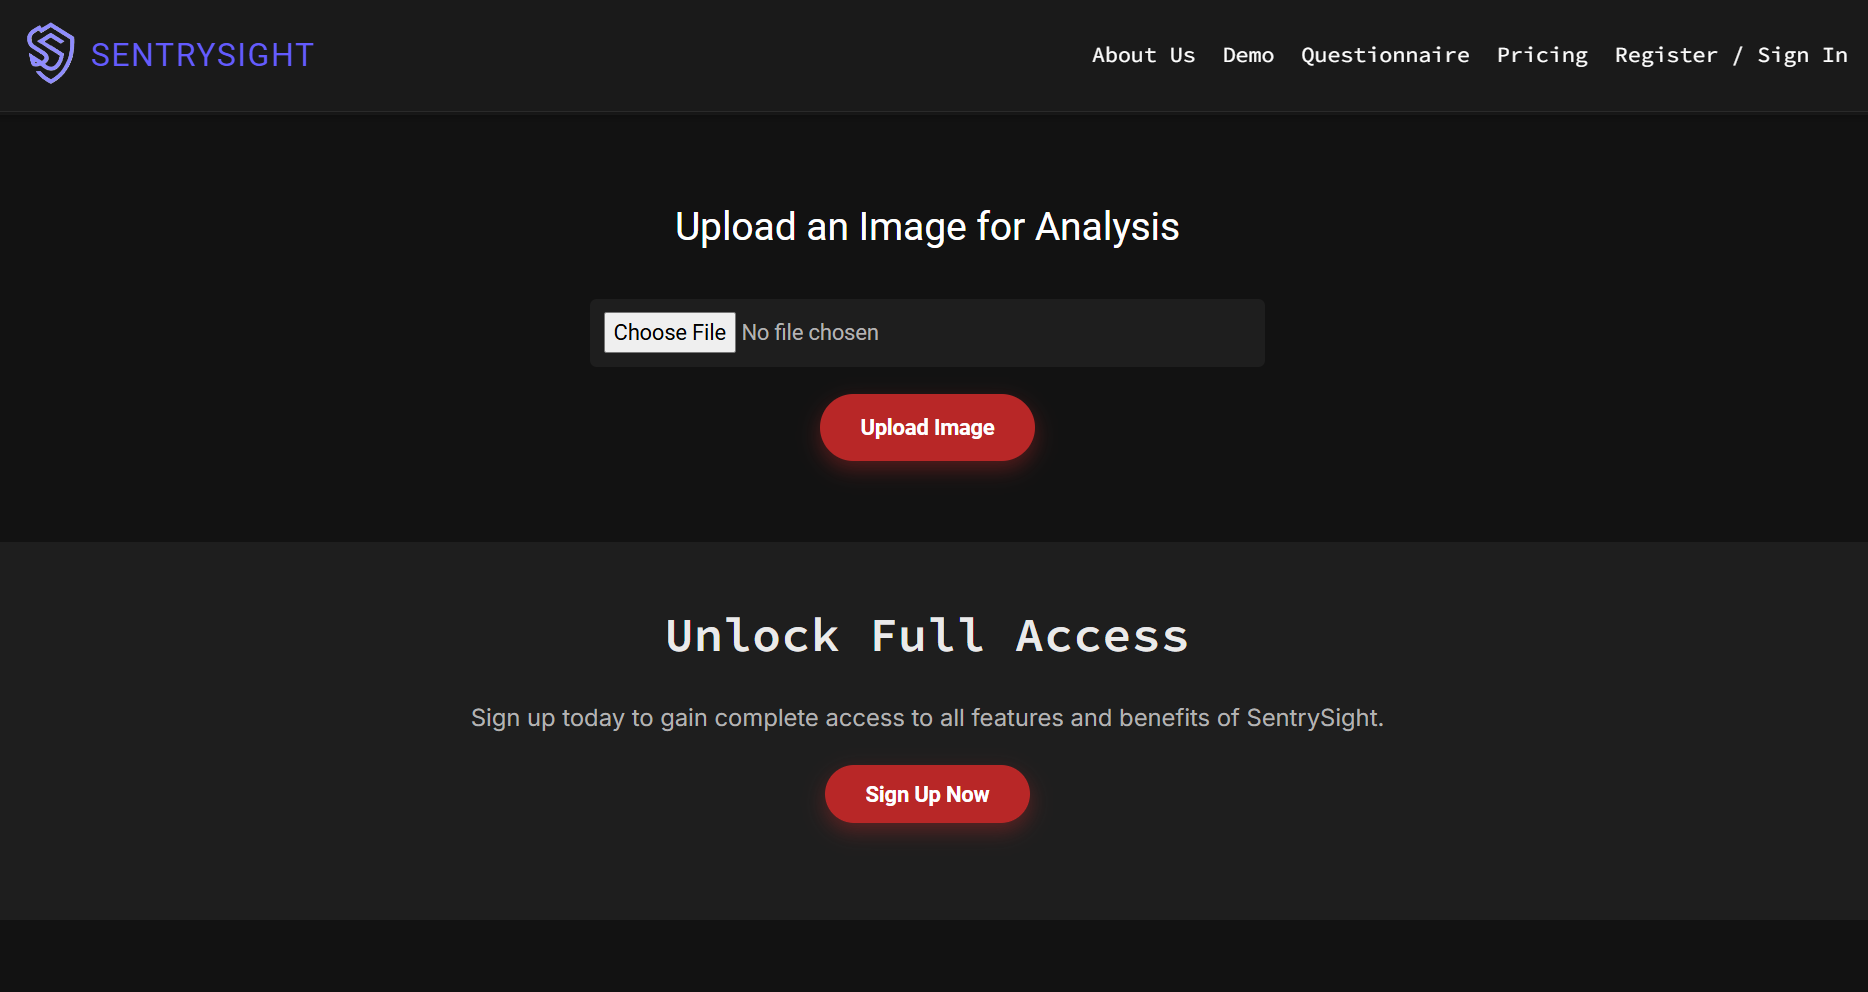 SENTRYSIGHT
About Us Demo Questionnaire Pricing Register / Sign In
Upload an Image for Analysis
Choose File No file chosen
Upload Image
Unlock Full Access
Sign up today to gain complete access to all features and benefits of SentrySight.
Sign Up Now